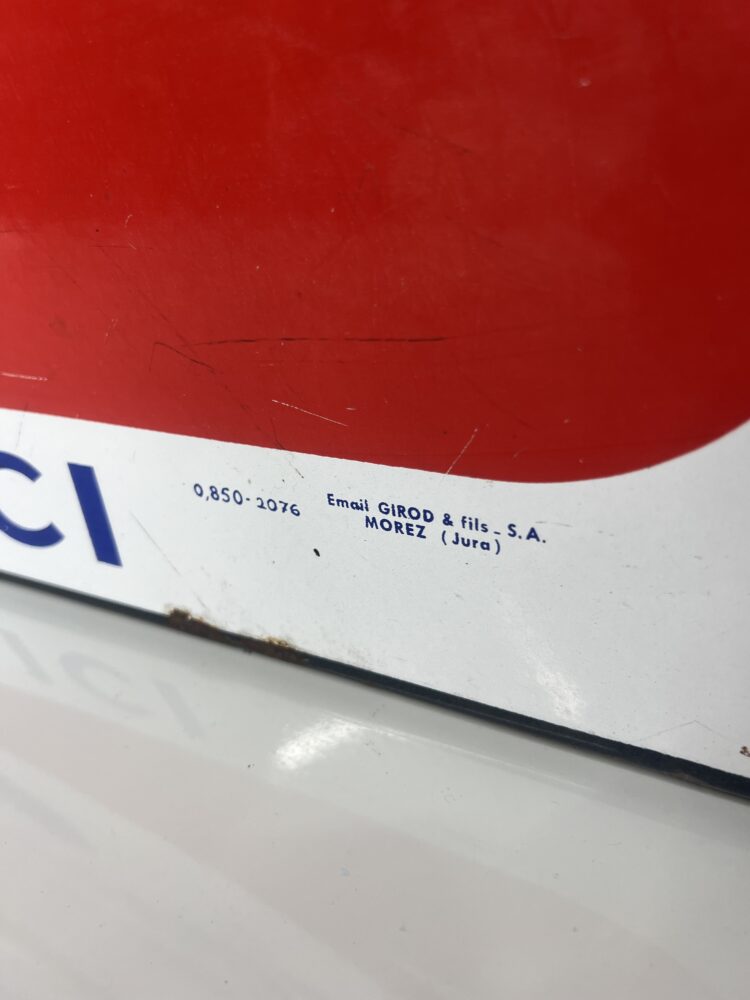 CI
0,850-2076
Email GIROD & fils - S.A.
MOREZ (Jura)